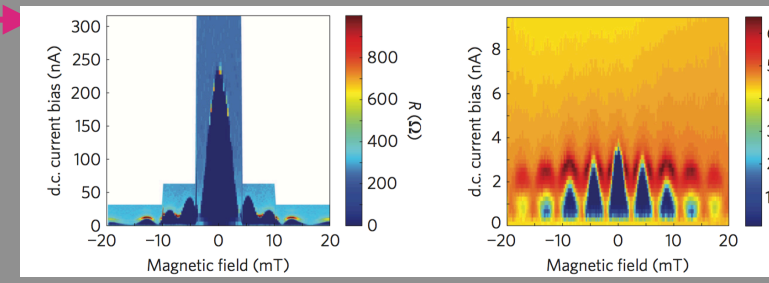 300
250
200
150
100
50
0
d.c. current bias (nA)
−20 −10 0 10 20
Magnetic field (mT)
800
600
400
200
0
R (Ω)
8
6
4
2
0
d.c. current bias (nA)
−20 −10 0 10 20
Magnetic field (mT)
1